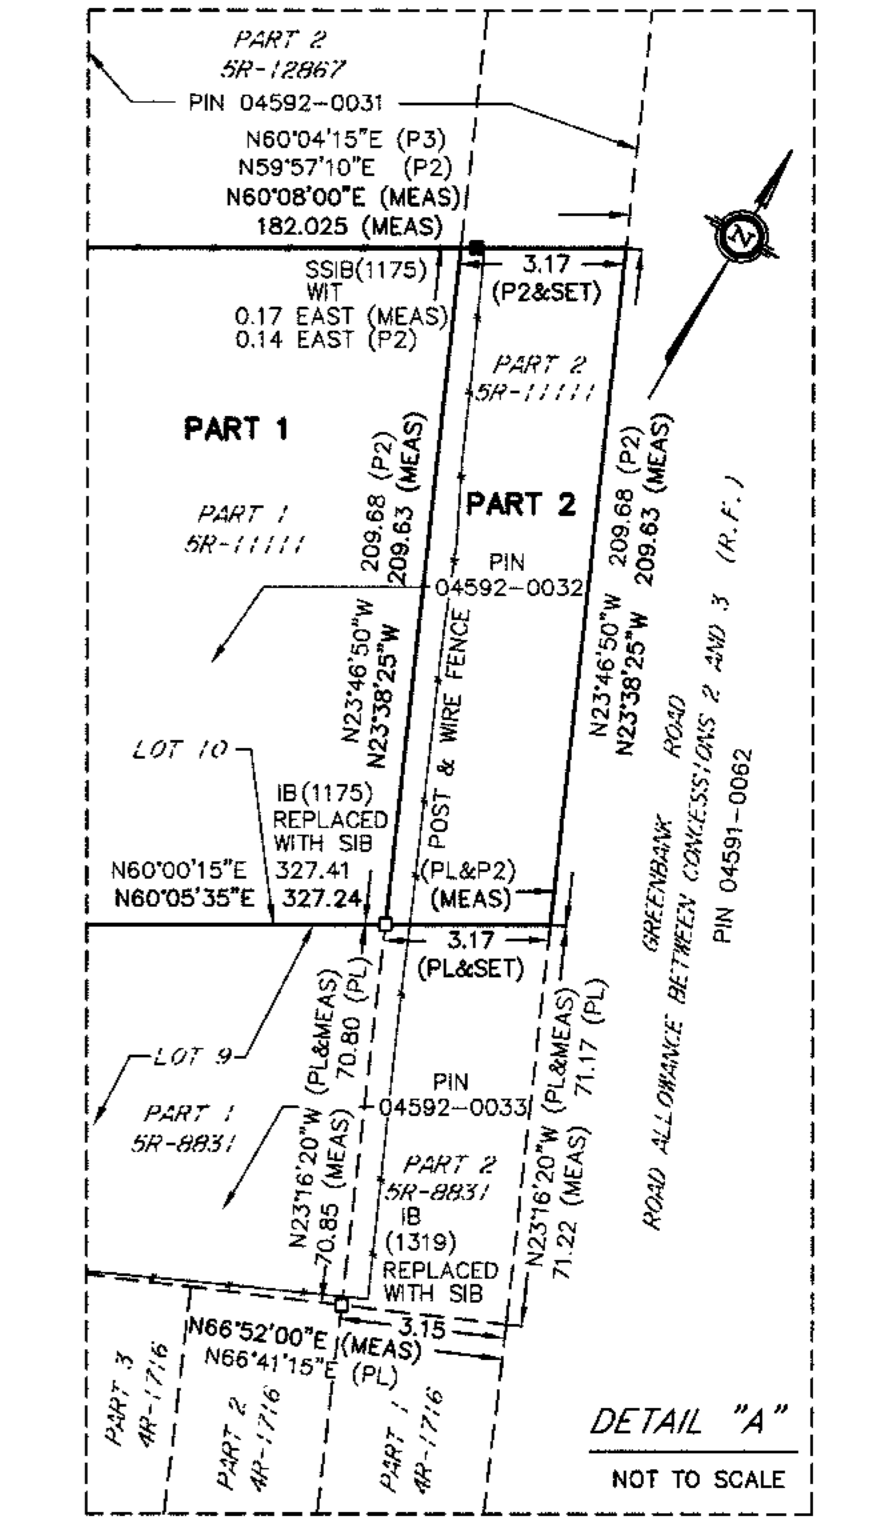 PART 2
5R-12867
PIN 04592-0031
N60°04'15"E (P3)
N59°57'10"E (P2)
N60°08'00"E (MEAS)
182.025 (MEAS)
N
SSIB(1175)
WIT
0.17 EAST (MEAS)
0.14 EAST (P2)
3.17
(P2&SET)
PART 2
5R-11111
PART 1
PART 1
5R-11111
209.68 (P2)
209.63 (MEAS)
N23°46'50"W
N23°38'25"W
PART 2
PIN
04592-0032
POST & WIRE FENCE
209.68 (P2)
209.63 (MEAS)
N23°46'50"W
N23°38'25"W
GREENBANK ROAD
ROAD ALLOWANCE BETWEEN CONCESSIONS 2 AND 3 (R.F.)
PIN 04591-0062
LOT 10
IB(1175)
REPLACED
WITH SIB
N60°00'15"E 327.41 (PL&P2)
N60°05'35"E 327.24 (MEAS)
3.17
(PL&SET)
LOT 9
PART 1
5R-8831
N23°16'20"W (PL&MEAS)
70.80 (PL)
70.85 (MEAS)
PIN
04592-0033
PART 2
5R-8831
IB
(1319)
REPLACED
WITH SIB
N23°16'20"W (PL&MEAS)
71.17 (PL)
71.22 (MEAS)
3.15
N66°52'00"E (MEAS)
N66°41'15"E (PL)
PART 3
4R-1716
PART 2
4R-1716
PART 1
4R-1716
DETAIL "A"
NOT TO SCALE